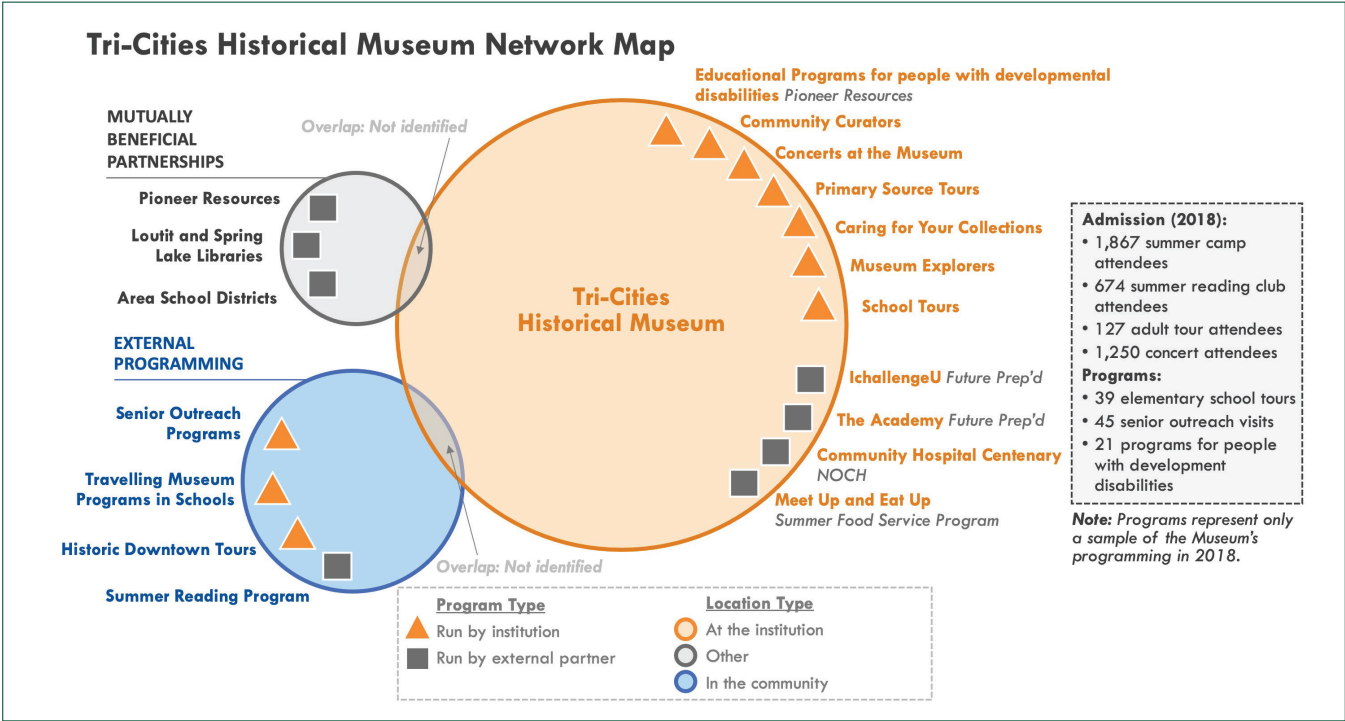 Tri-Cities Historical Museum Network Map
MUTUALLY
BENEFICIAL
PARTNERSHIPS
Overlap: Not identified
Pioneer Resources
Loutit and Spring
Lake Libraries
Area School Districts
EXTERNAL
PROGRAMMING
Senior Outreach
Programs
Travelling Museum
Programs in Schools
Historic Downtown Tours
Summer Reading Program
Overlap: Not identified
Tri-Cities
Historical Museum
Educational Programs for people with developmental
disabilities Pioneer Resources
Community Curators
Concerts at the Museum
Primary Source Tours
Caring for Your Collections
Museum Explorers
School Tours
IchallengeU Future Prep'd
The Academy Future Prep'd
Community Hospital Centenary
NOCH
Meet Up and Eat Up
Summer Food Service Program
Admission (2018):
• 1,867 summer camp
attendees
• 674 summer reading club
attendees
• 127 adult tour attendees
• 1,250 concert attendees
Programs:
• 39 elementary school tours
• 45 senior outreach visits
• 21 programs for people
with development
disabilities
Note: Programs represent only
a sample of the Museum's
programming in 2018.
Program Type
Run by institution
Run by external partner
Location Type
At the institution
Other
In the community